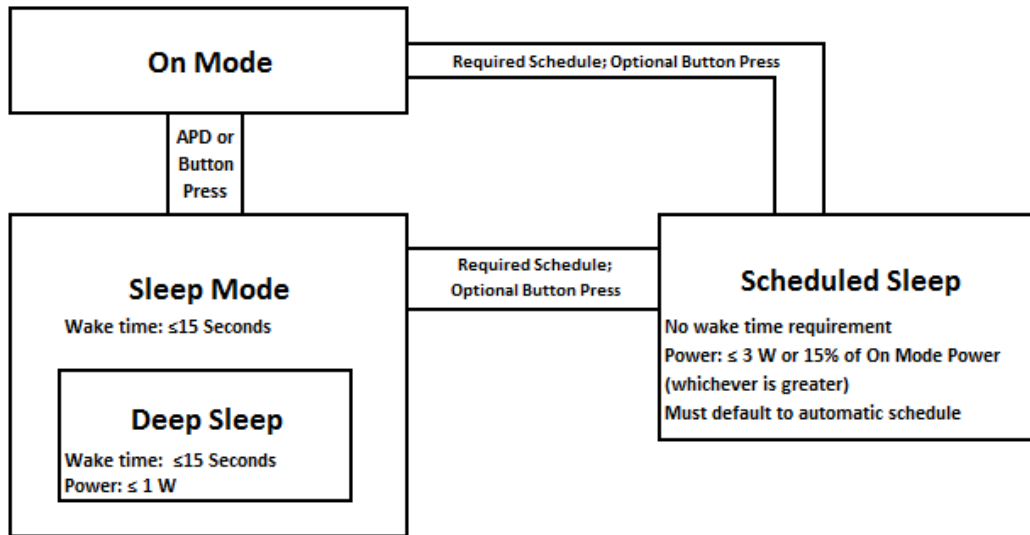 On Mode
Required Schedule; Optional Button Press
APD or
Button
Press
Sleep Mode
Wake time: ≤15 Seconds
Deep Sleep
Wake time:  ≤15 Seconds
Power: ≤ 1 W
Required Schedule;
Optional Button Press
Scheduled Sleep
No wake time requirement
Power: ≤ 3 W or 15% of On Mode Power
(whichever is greater)
Must default to automatic schedule